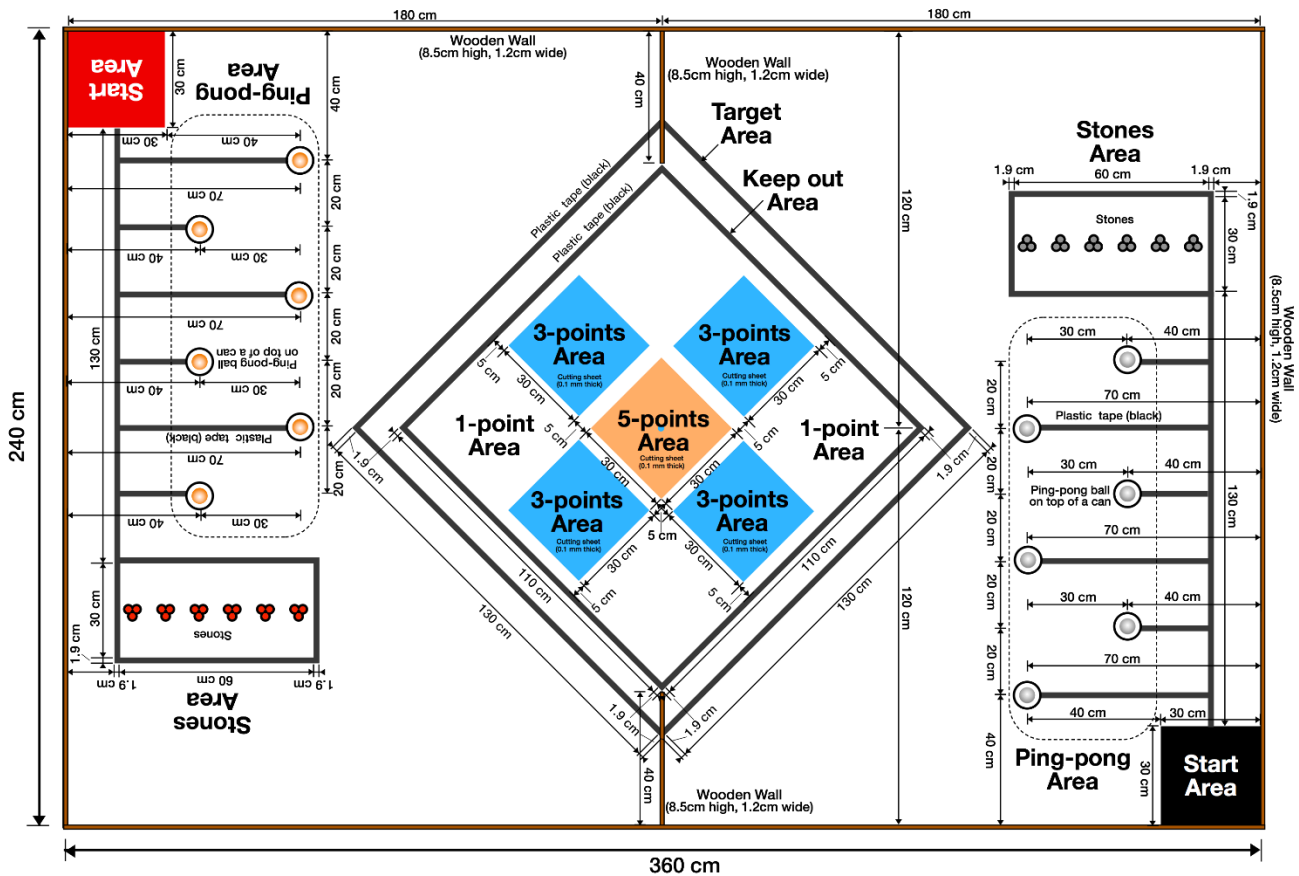 180 cm
180 cm
Wooden Wall
(8.5cm high, 1.2cm wide)
Wooden Wall
(8.5cm high, 1.2cm wide)
40 cm
Start
Area
30 cm
Ping-pong
Area
40 cm
30 cm
40 cm
70 cm
20 cm
40 cm
30 cm
20 cm
70 cm
20 cm
Ping-pong ball
on top of a can
40 cm
30 cm
20 cm
Plastic tape (black)
70 cm
20 cm
40 cm
30 cm
130 cm
30 cm
Stones
1.9 cm
1.9 cm
60 cm
1.9 cm
Stones
Area
240 cm
Target
Area
Keep out
Area
Plastic tape (black)
Plastic tape (black)
120 cm
120 cm
3-points
Area
Cutting sheet
(0.1 mm thick)
3-points
Area
Cutting sheet
(0.1 mm thick)
5 cm
30 cm
5 cm
30 cm
5 cm
30 cm
5 cm
30 cm
1-point
Area
5-points
Area
Cutting sheet
(0.1 mm thick)
1-point
Area
1.9 cm
1.9 cm
3-points
Area
Cutting sheet
(0.1 mm thick)
3-points
Area
Cutting sheet
(0.1 mm thick)
5 cm
30 cm
30 cm
5 cm
5 cm
110 cm
110 cm
130 cm
130 cm
1.9 cm
1.9 cm
40 cm
Wooden Wall
(8.5cm high, 1.2cm wide)
Stones
Area
1.9 cm
60 cm
1.9 cm
1.9 cm
Stones
30 cm
Wooden Wall
(8.5cm high, 1.2cm wide)
30 cm
40 cm
20 cm
70 cm
Plastic tape (black)
20 cm
30 cm
40 cm
Ping-pong ball
on top of a can
130 cm
20 cm
70 cm
20 cm
30 cm
40 cm
20 cm
70 cm
40 cm
30 cm
40 cm
Ping-pong
Area
30 cm
Start
Area
360 cm